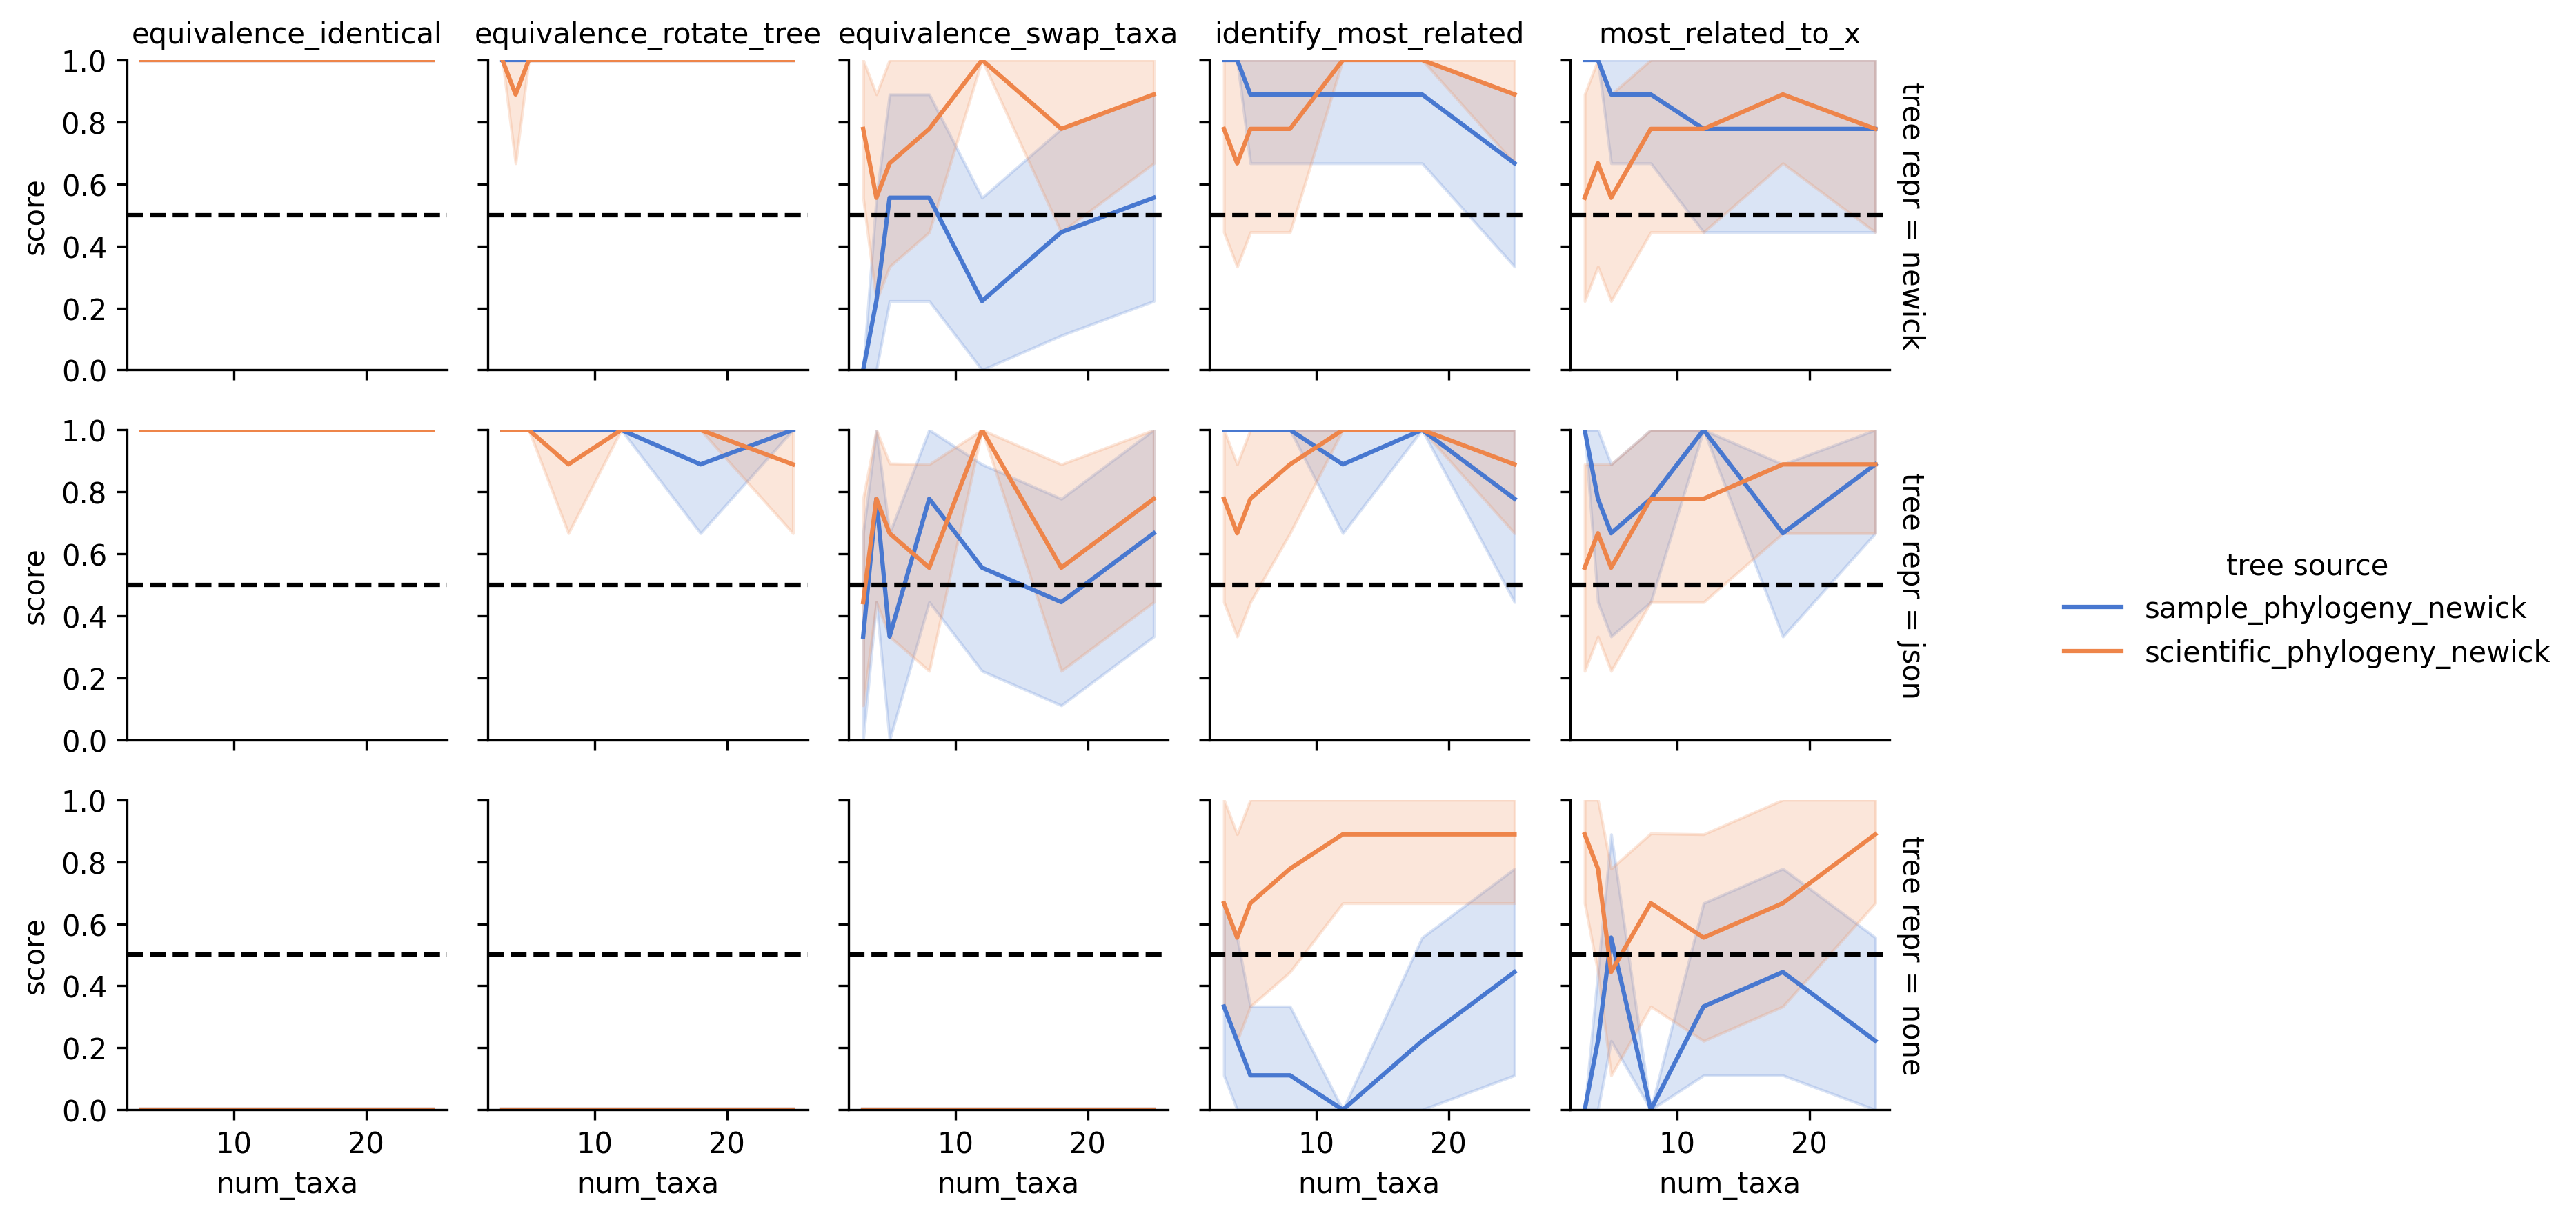 equivalence_identical equivalence_rotate_tree equivalence_swap_taxa identify_most_related most_related_to_x
1.0
0.8
0.6
0.4
0.2
0.0
score
tree repr = newick
1.0
0.8
0.6
0.4
0.2
0.0
score
tree repr = json
1.0
0.8
0.6
0.4
0.2
0.0
score
tree repr = none
10 20 10 20 10 20 10 20 10 20
num_taxa num_taxa num_taxa num_taxa num_taxa
tree source
sample_phylogeny_newick
scientific_phylogeny_newick